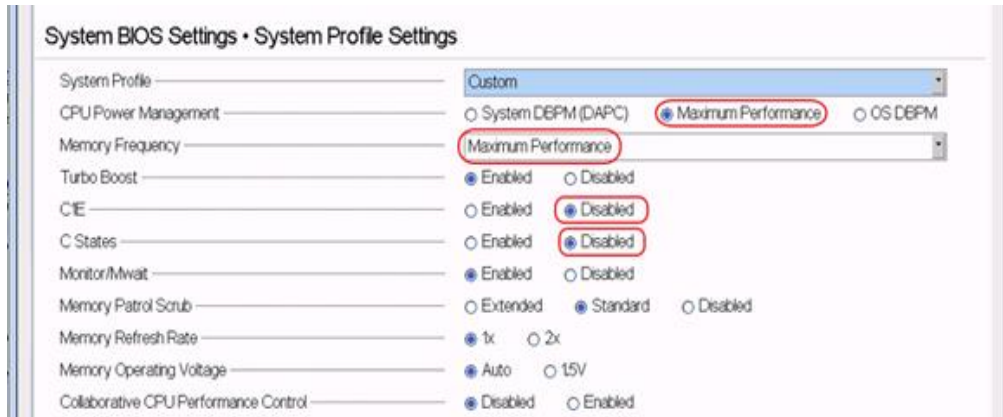 System BIOS Settings • System Profile Settings
System Profile Custom
CPU Power Management System DBPM (DAPC) Maximum Performance OS DBPM
Memory Frequency Maximum Performance
Turbo Boost Enabled Disabled
C1E Enabled Disabled
C States Enabled Disabled
Monitor/Mwait Enabled Disabled
Memory Patrol Scrub Extended Standard Disabled
Memory Refresh Rate 1x 2x
Memory Operating Voltage Auto 1.5V
Collaborative CPU Performance Control Disabled Enabled